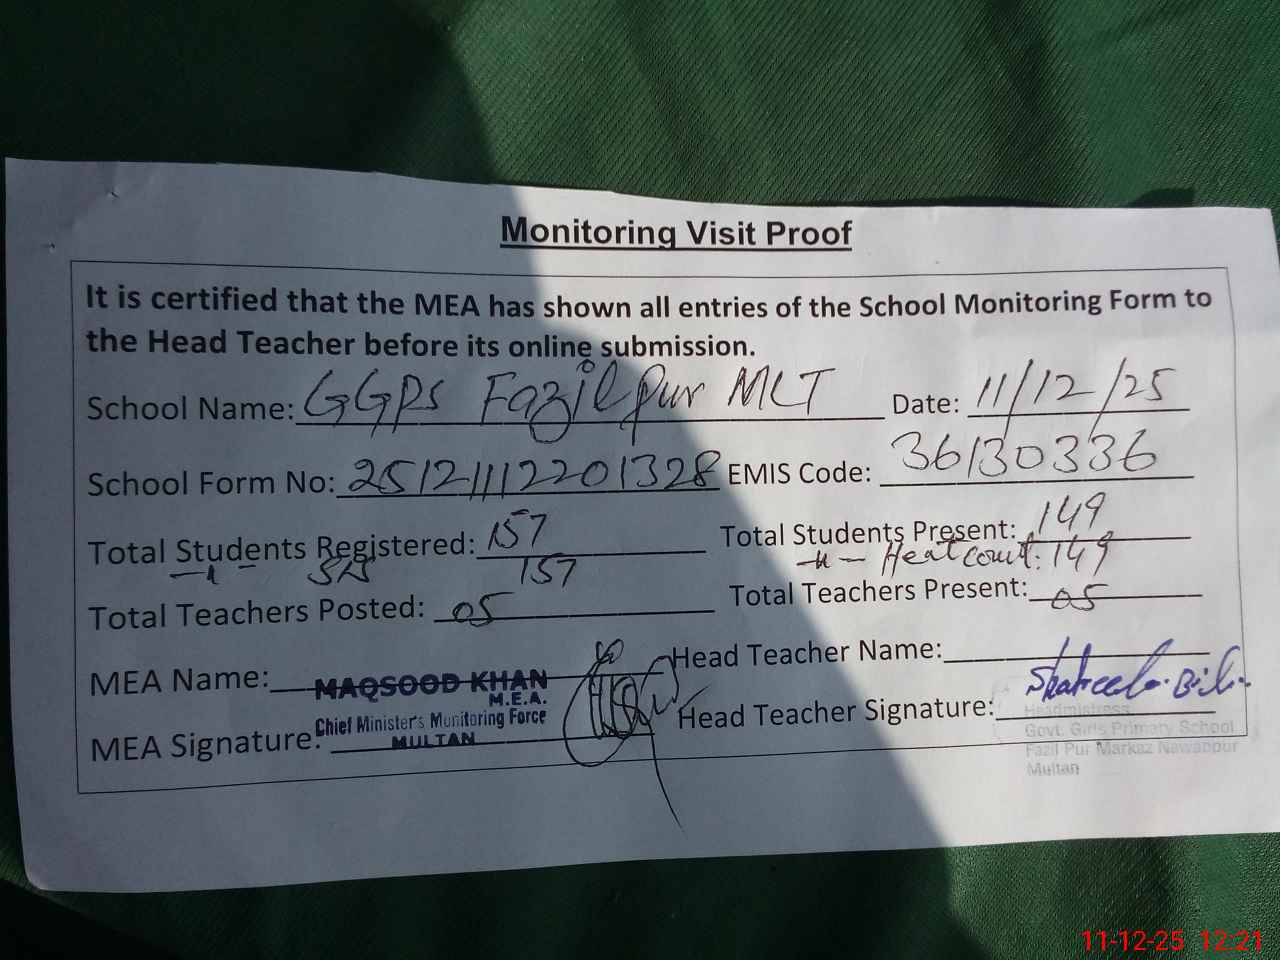 Monitoring Visit Proof
It is certified that the MEA has shown all entries of the School Monitoring Form to
the Head Teacher before its online submission.
School Name: GGPS Fazilpur MLT Date: 11/12/25
School Form No: 251211112201328 EMIS Code: 36130336
Total Students Registered: 157 Total Students Present: 149
SIS 157 Head count: 149
Total Teachers Posted: 05 Total Teachers Present: 05
MEA Name: MAQSOOD KHAN Head Teacher Name:
M.E.A.
Chief Minister's Monitoring Force
MEA Signature: MULTAN Head Teacher Signature: Shakeela Bibi
Headmistress
Govt. Girls Primary School
Fazil Pur Markaz Nawabpur
Multan
11-12-25 12:21